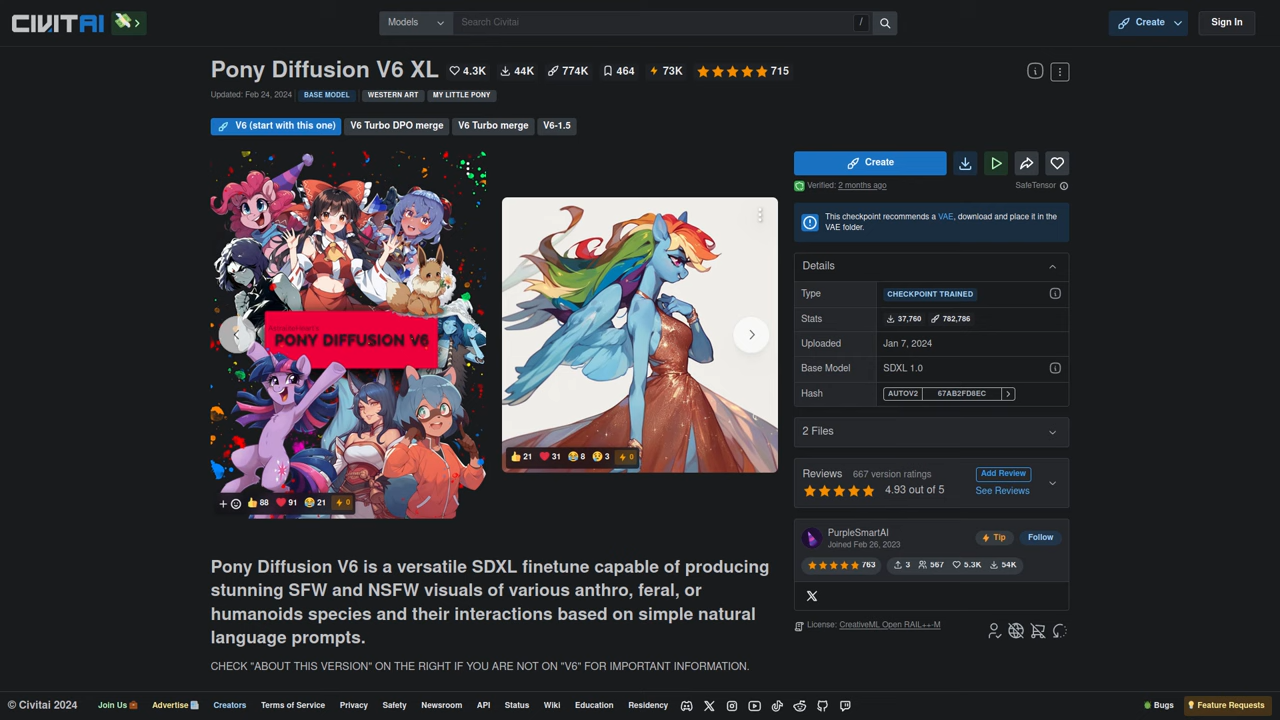 CIVITAI
Models
Search Civitai
/
Create
Sign In
Pony Diffusion V6 XL
4.3K
44K
774K
464
73K
715
Updated: Feb 24, 2024
BASE MODEL
WESTERN ART
MY LITTLE PONY
V6 (start with this one)
V6 Turbo DPO merge
V6 Turbo merge
V6-1.5
PONY DIFFUSION V6
88
91
21
0
21
31
8
3
0
Create
Verified: 2 months ago
SafeTensor
This checkpoint recommends a VAE, download and place it in the
VAE folder.
Details
Type
CHECKPOINT TRAINED
Stats
37,760
782,786
Uploaded
Jan 7, 2024
Base Model
SDXL 1.0
Hash
AUTOV2
67AB2FD8EC
2 Files
Reviews
667 version ratings
4.93 out of 5
Add Review
See Reviews
PurpleSmartAI
Joined Feb 26, 2023
Tip
Follow
763
3
567
5.3K
54K
License: CreativeML Open RAIL++-M
Pony Diffusion V6 is a versatile SDXL finetune capable of producing
stunning SFW and NSFW visuals of various anthro, feral, or
humanoids species and their interactions based on simple natural
language prompts.
CHECK "ABOUT THIS VERSION" ON THE RIGHT IF YOU ARE NOT ON "V6" FOR IMPORTANT INFORMATION.
© Civitai 2024
Join Us
Advertise
Creators
Terms of Service
Privacy
Safety
Newsroom
API
Status
Wiki
Education
Residency
Bugs
Feature Requests